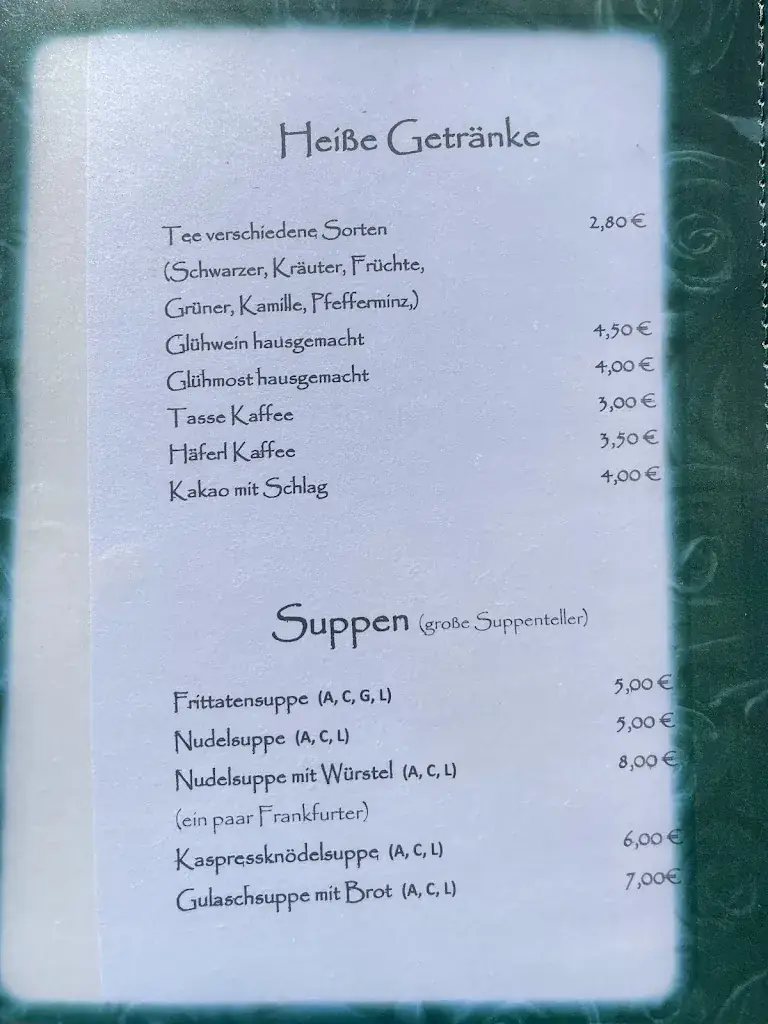 Heiße Getränke
Tee verschiedene Sorten 2,80 €
(Schwarzer, Kräuter, Früchte,
Grüner, Kamille, Pfefferminz,)
Glühwein hausgemacht 4,50 €
Glühmost hausgemacht 4,00 €
Tasse Kaffee 3,00 €
Häferl Kaffee 3,50 €
Kakao mit Schlag 4,00 €
Suppen (große Suppenteller)
Frittatensuppe (A, C, G, L) 5,00 €
Nudelsuppe (A, C, L) 5,00 €
Nudelsuppe mit Würstel (A, C, L) 8,00 €
(ein paar Frankfurter)
Kaspressknödelsuppe (A, C, L) 6,00 €
Gulaschsuppe mit Brot (A, C, L) 7,00€